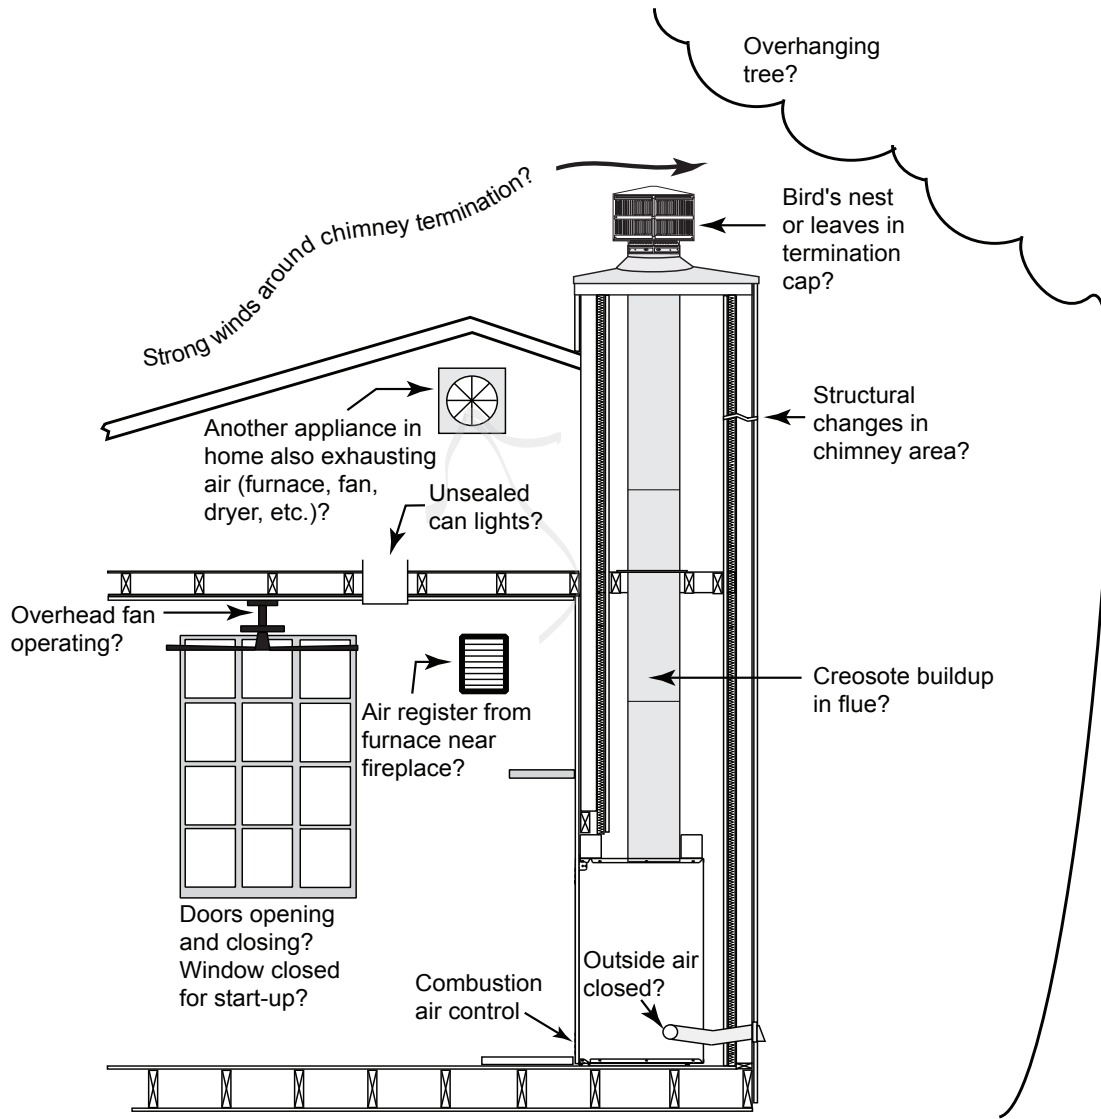 Overhanging
tree?
Strong winds around chimney termination?
Bird's nest
or leaves in
termination
cap?
Structural
changes in
chimney area?
Another appliance in
home also exhausting
air (furnace, fan,
dryer, etc.)?
Unsealed
can lights?
Overhead fan
operating?
Air register from
furnace near
fireplace?
Creosote buildup
in flue?
Doors opening
and closing?
Window closed
for start-up?
Combustion
air control
Outside air
closed?